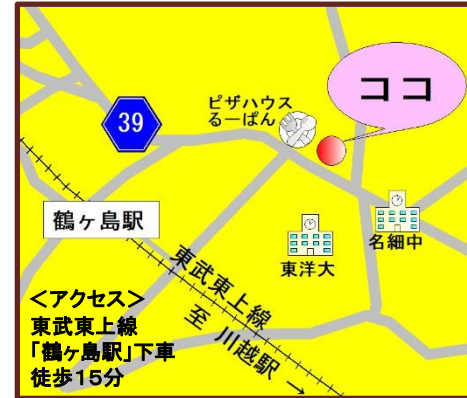 ココ
ピザハウス
るーぱん
39
鶴ヶ島駅
名細中
東洋大
東武東上線
至 川越駅 →
<アクセス>
東武東上線
「鶴ヶ島駅」下車
徒歩15分